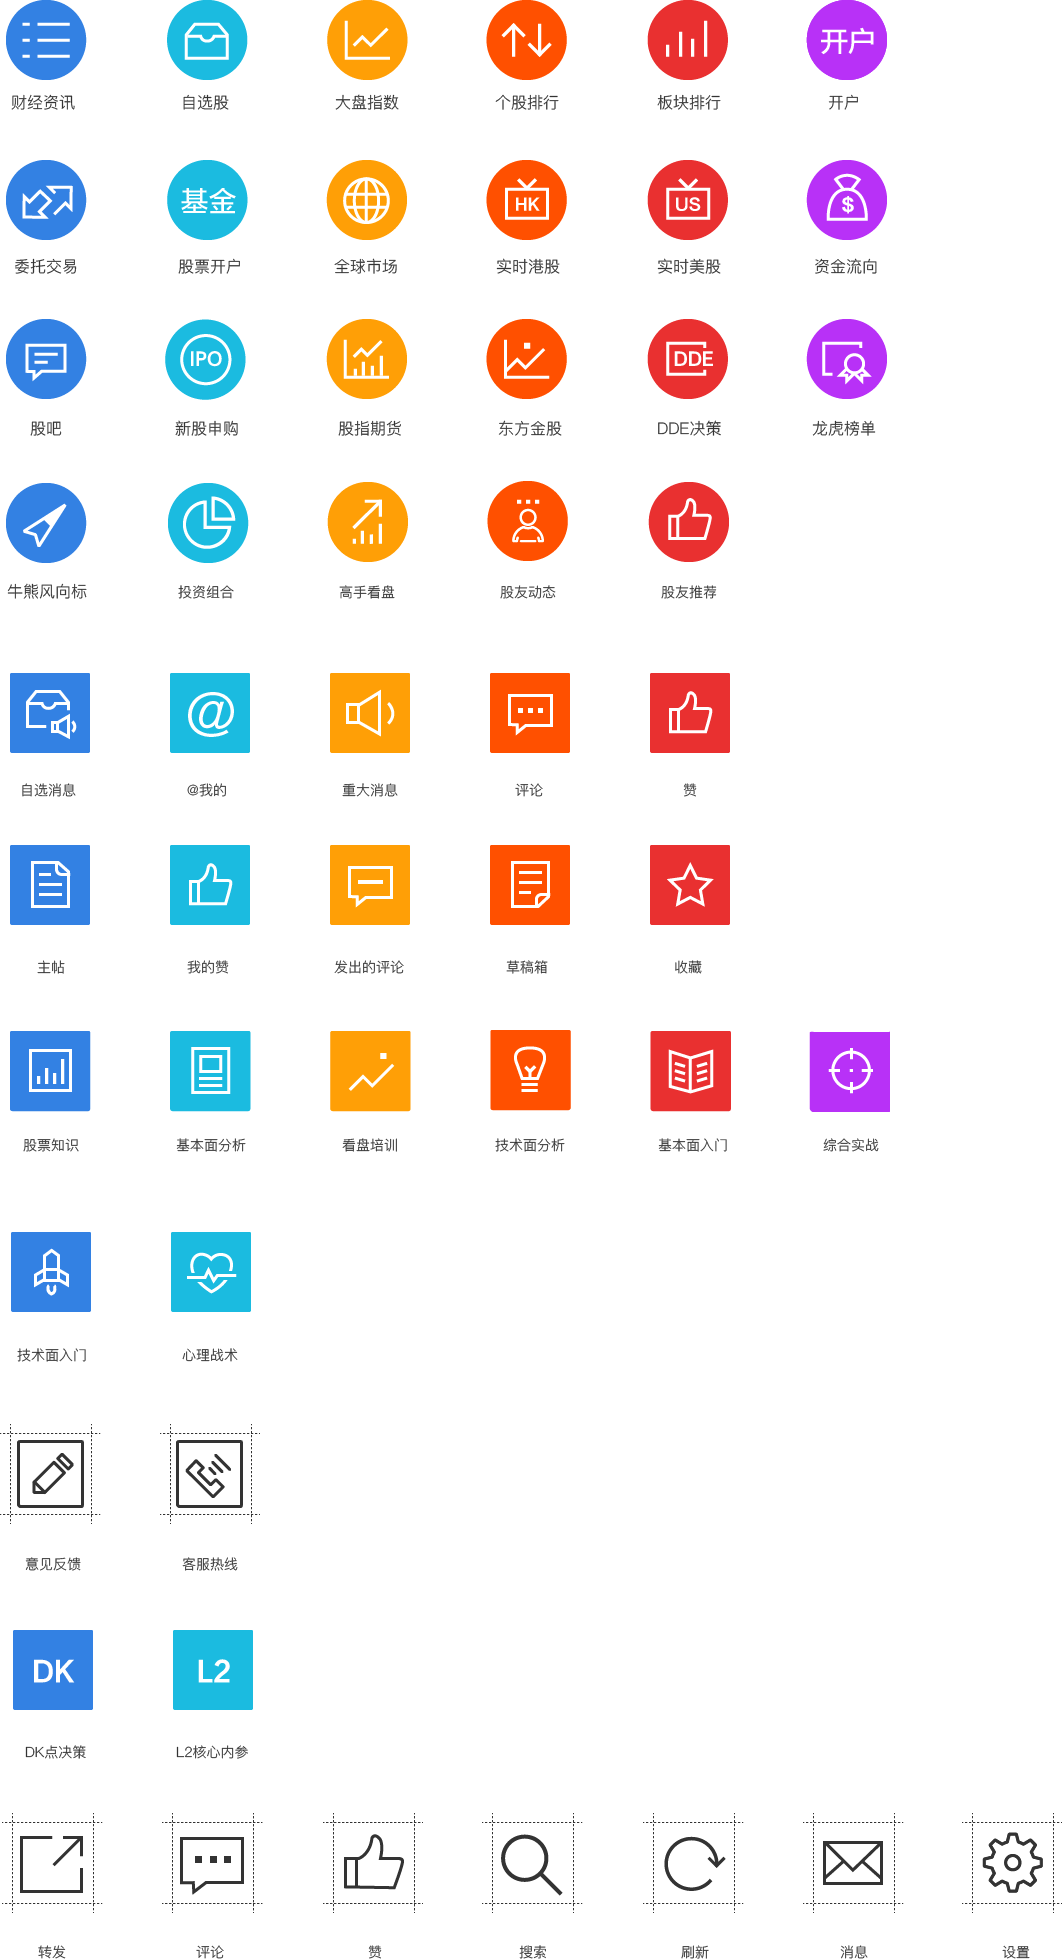 开户
财经资讯 自选股 大盘指数 个股排行 板块排行 开户
基金 HK US $
委托交易 股票开户 全球市场 实时港股 实时美股 资金流向
IPO DDE
股吧 新股申购 股指期货 东方金股 DDE决策 龙虎榜单
牛熊风向标 投资组合 高手看盘 股友动态 股友推荐
@
自选消息 @我的 重大消息 评论 赞
主帖 我的赞 发出的评论 草稿箱 收藏
股票知识 基本面分析 看盘培训 技术面分析 基本面入门 综合实战
技术面入门 心理战术
意见反馈 客服热线
DK L2
DK点决策 L2核心内参
转发 评论 赞 搜索 刷新 消息 设置